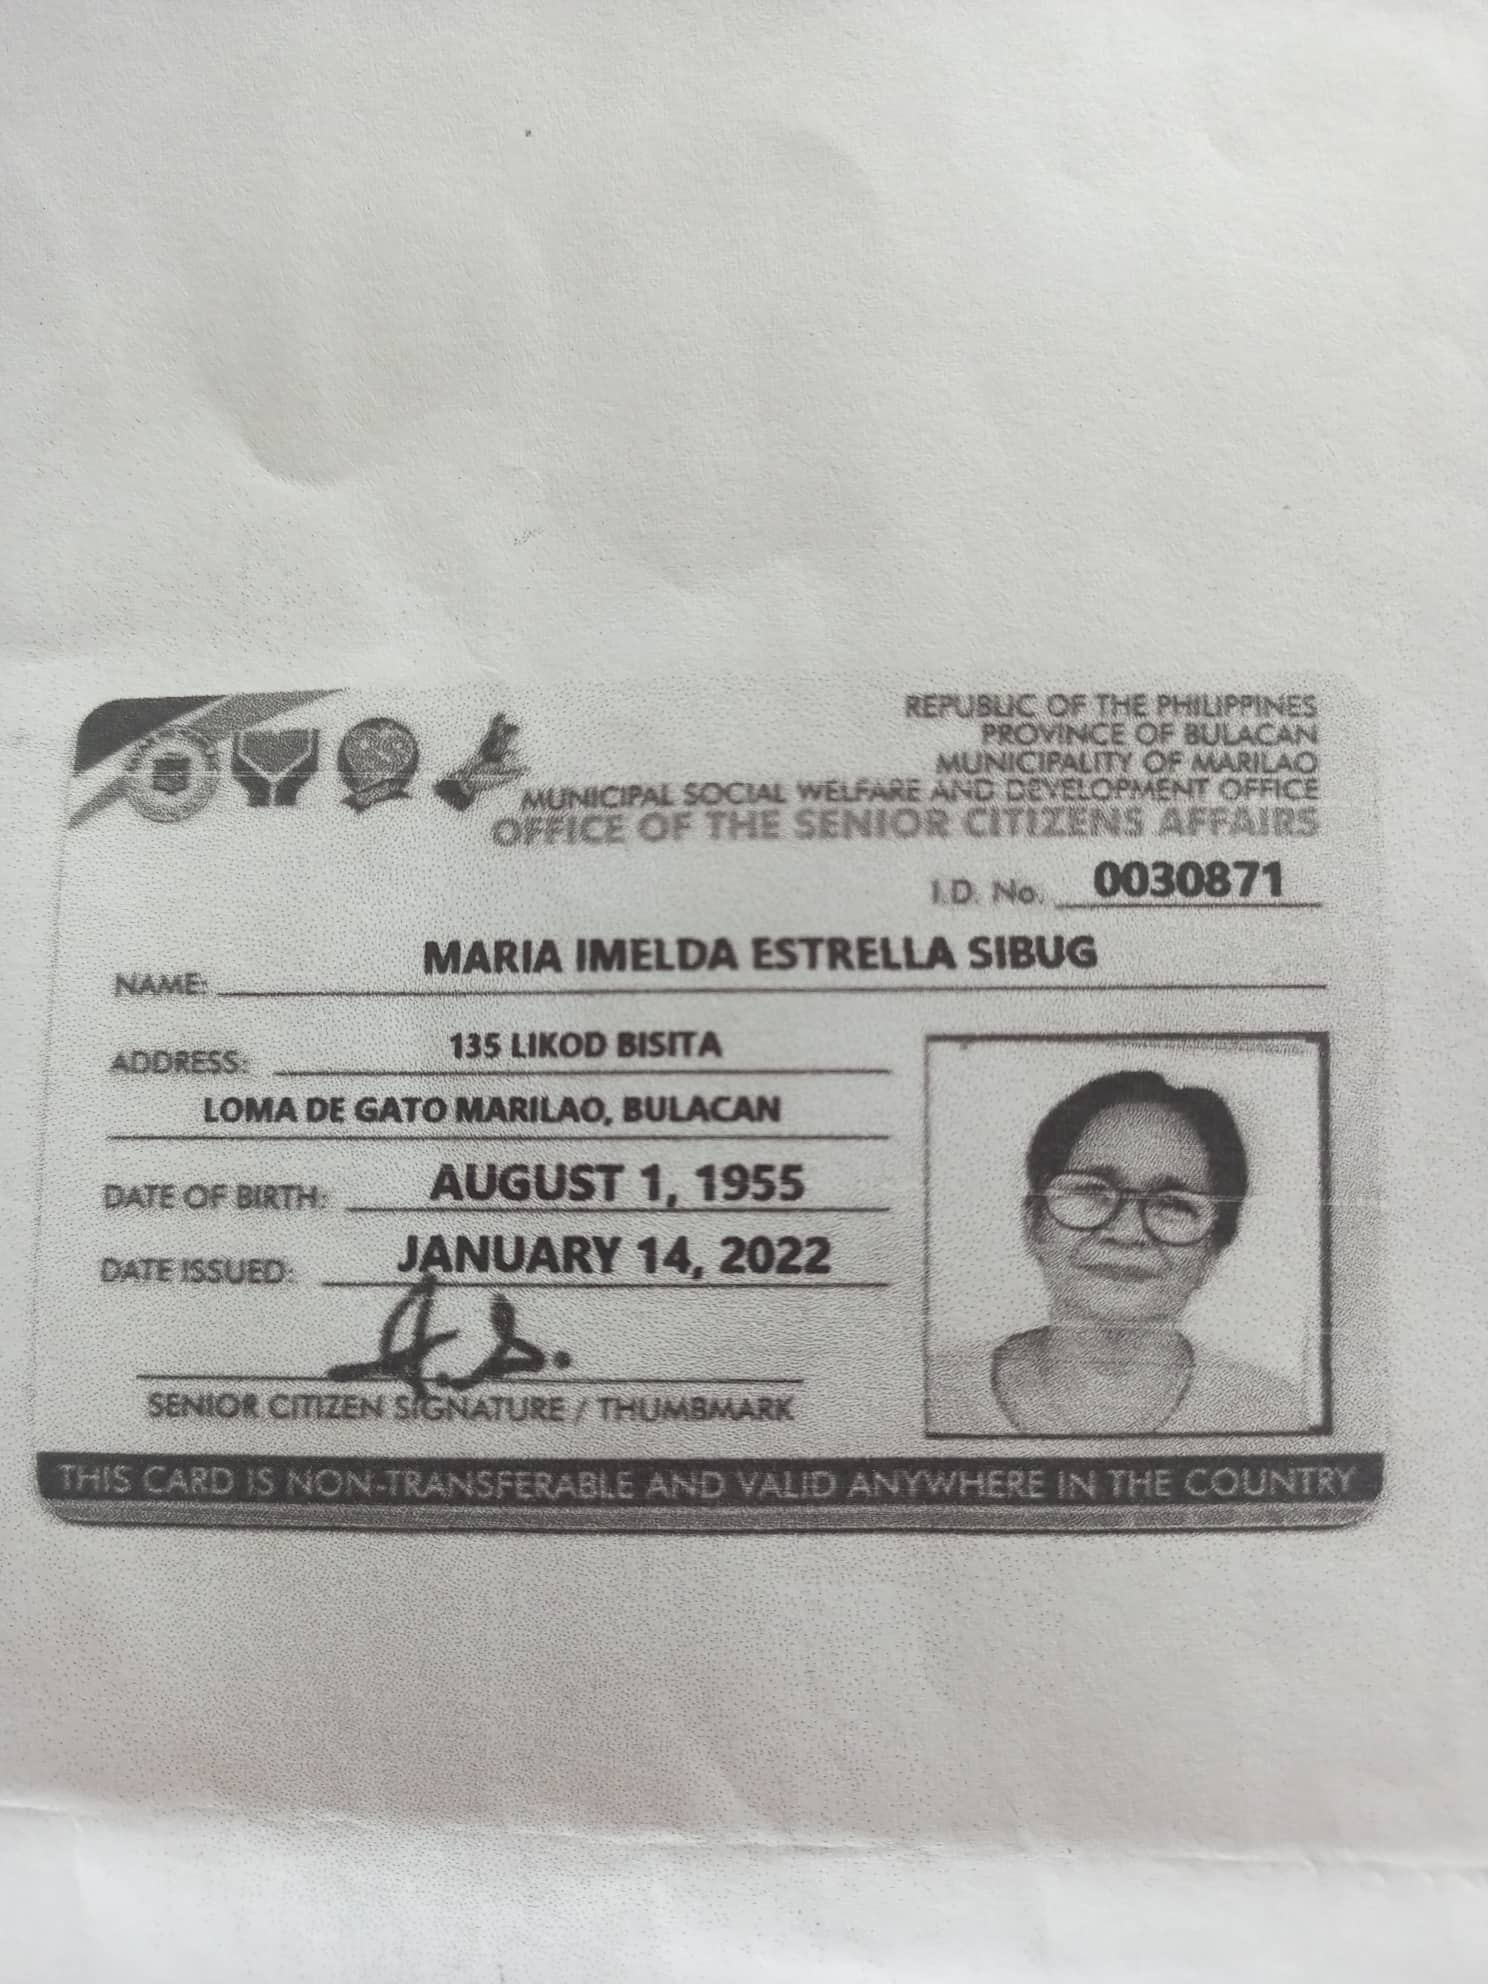 REPUBLIC OF THE PHILIPPINES
PROVINCE OF BULACAN
MUNICIPALITY OF MARILAO
MUNICIPAL SOCIAL WELFARE AND DEVELOPMENT OFFICE
OFFICE OF THE SENIOR CITIZENS AFFAIRS
I.D. No. 0030871
NAME: MARIA IMELDA ESTRELLA SIBUG
ADDRESS: 135 LIKOD BISITA
LOMA DE GATO MARILAO, BULACAN
DATE OF BIRTH: AUGUST 1, 1955
DATE ISSUED: JANUARY 14, 2022
SENIOR CITIZEN SIGNATURE / THUMBMARK
THIS CARD IS NON-TRANSFERABLE AND VALID ANYWHERE IN THE COUNTRY